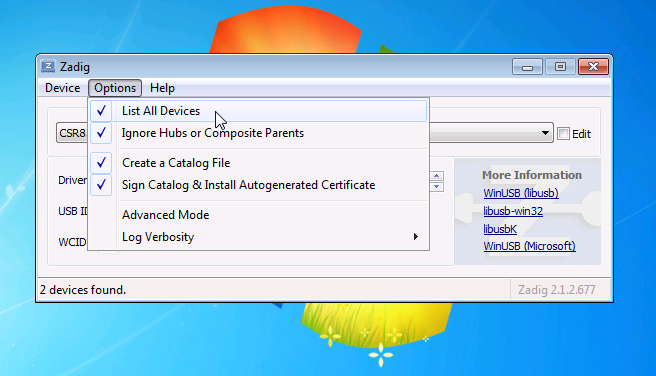 Zadig
Device Options Help
List All Devices
Ignore Hubs or Composite Parents
Create a Catalog File
Sign Catalog & Install Autogenerated Certificate
Advanced Mode
Log Verbosity
CSR8
Edit
Driver
USB ID
WCID
More Information
WinUSB (libusb)
libusb-win32
libusbK
WinUSB (Microsoft)
2 devices found.
Zadig 2.1.2.677